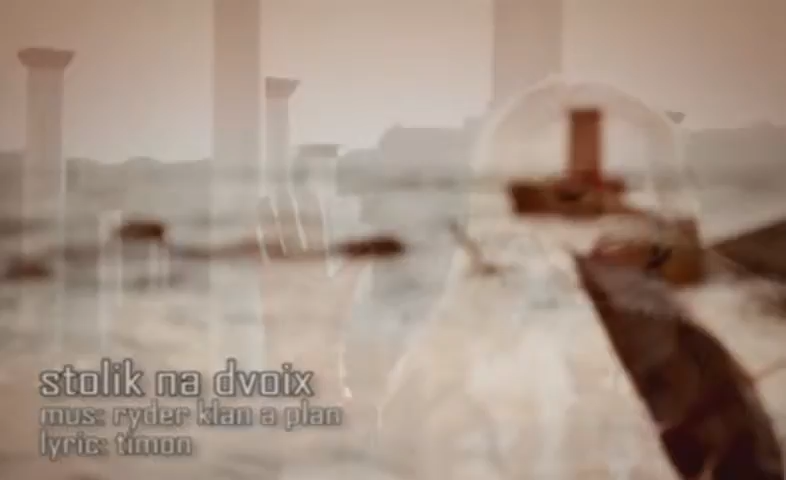 stolik na dvoix
mus: ryder klan a plan
lyric: timon